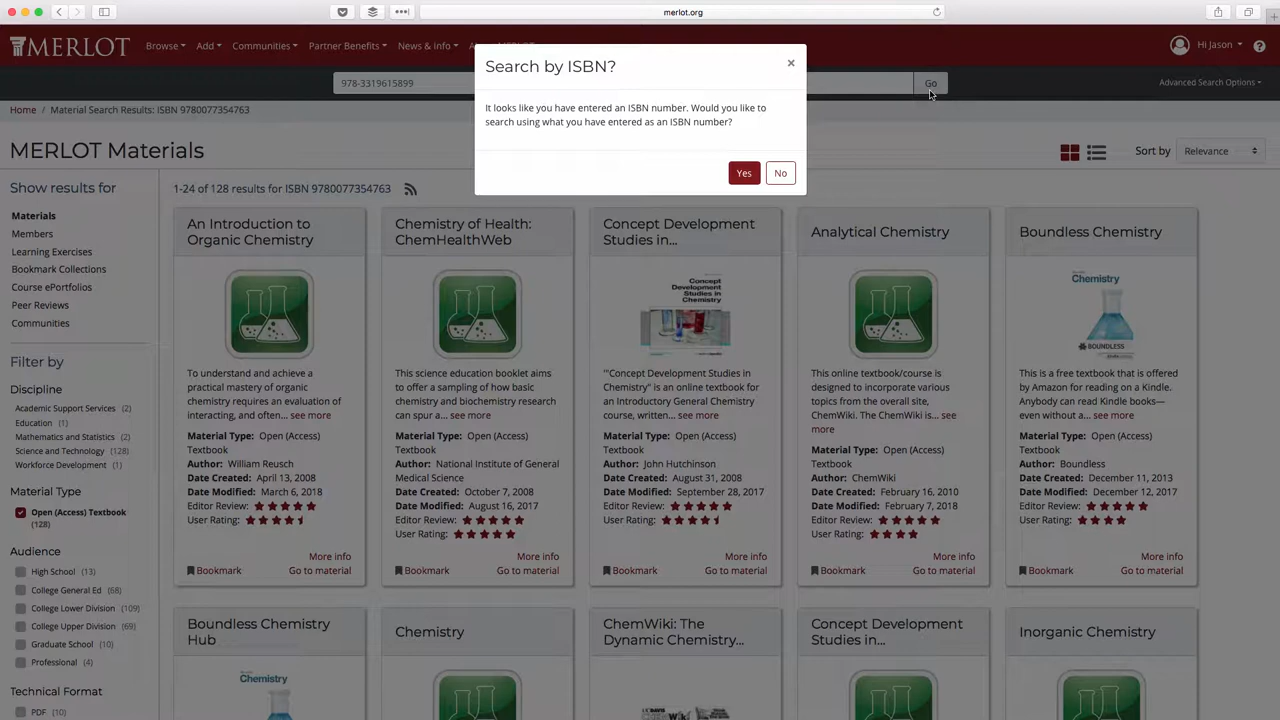 merlot.org
MERLOT
Browse
Add
Communities
Partner Benefits
News & Info
Hi Jason
978-3319615899
Go
Advanced Search Options
Search by ISBN?
×
It looks like you have entered an ISBN number. Would you like to
search using what you have entered as an ISBN number?
Yes
No
Home / Material Search Results: ISBN 9780077354763
MERLOT Materials
Sort by
Relevance
Show results for
Materials
Members
Learning Exercises
Bookmark Collections
Course ePortfolios
Peer Reviews
Communities
Filter by
Discipline
Academic Support Services (2)
Education (1)
Mathematics and Statistics (2)
Science and Technology (128)
Workforce Development (1)
Material Type
Open (Access) Textbook
(128)
Audience
High School (13)
College General Ed (68)
College Lower Division (109)
College Upper Division (69)
Graduate School (10)
Professional (4)
Technical Format
PDF (10)
1-24 of 128 results for ISBN 9780077354763
An Introduction to
Organic Chemistry
To understand and achieve a
practical mastery of organic
chemistry requires an evaluation of
interacting, and often... see more
Material Type: Open (Access)
Textbook
Author: William Reusch
Date Created: April 13, 2008
Date Modified: March 6, 2018
Editor Review:
User Rating:
More info
Bookmark
Go to material
Chemistry of Health:
ChemHealthWeb
This science education booklet aims
to offer a sampling of how basic
chemistry and biochemistry research
can spur a... see more
Material Type: Open (Access)
Textbook
Author: National Institute of General
Medical Science
Date Created: October 7, 2008
Date Modified: August 16, 2017
Editor Review:
User Rating:
More info
Bookmark
Go to material
Concept Development
Studies in...
Concept
Development
Studies in
Chemistry
"'Concept Development Studies in
Chemistry" is an online textbook for
an Introductory General Chemistry
course, written... see more
Material Type: Open (Access)
Textbook
Author: John Hutchinson
Date Created: August 31, 2008
Date Modified: September 28, 2017
Editor Review:
User Rating:
More info
Bookmark
Go to material
Analytical Chemistry
This online textbook/course is
designed to incorporate various
topics from the overall site,
ChemWiki. The ChemWiki is... see
more
Material Type: Open (Access)
Textbook
Author: ChemWiki
Date Created: February 16, 2010
Date Modified: February 7, 2018
Editor Review:
User Rating:
More info
Bookmark
Go to material
Boundless Chemistry
Chemistry
BOUNDLESS
This is a free textbook that is offered
by Amazon for reading on a Kindle.
Anybody can read Kindle books—
even without a... see more
Material Type: Open (Access)
Textbook
Author: Boundless
Date Created: December 11, 2013
Date Modified: December 12, 2017
Editor Review:
User Rating:
More info
Bookmark
Go to material
Boundless Chemistry
Hub
Chemistry
Chemistry
ChemWiki: The
Dynamic Chemistry...
Concept Development
Studies in...
Inorganic Chemistry